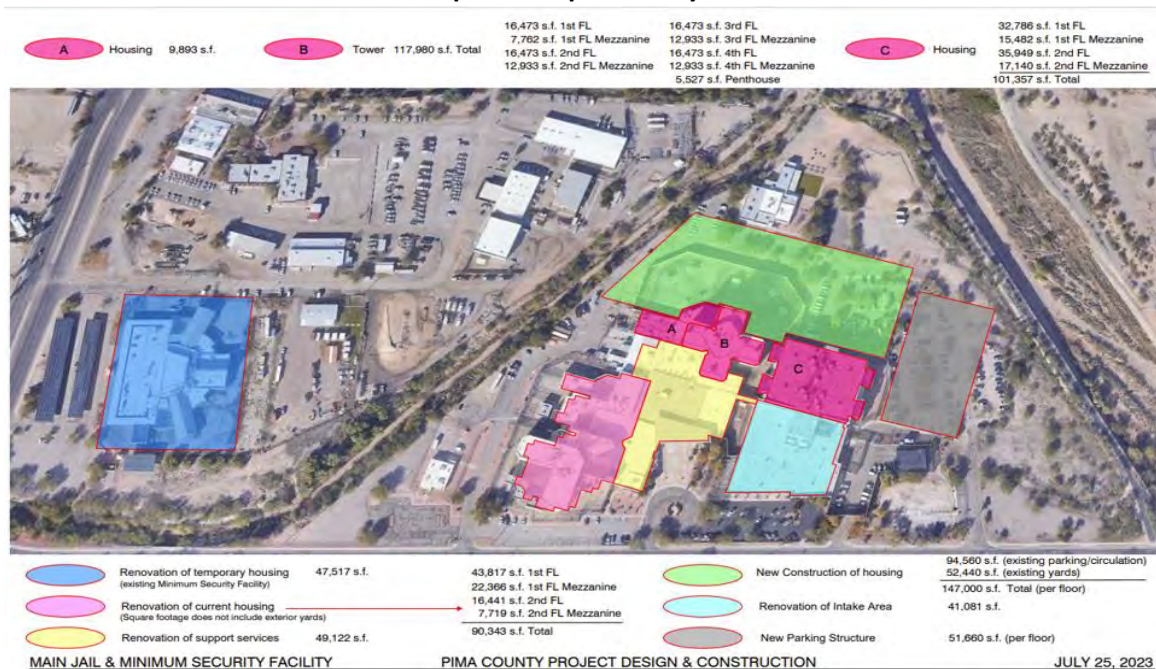 A Housing 9,893 s.f.
B Tower 117,980 s.f. Total
16,473 s.f. 1st FL
7,762 s.f. 1st FL Mezzanine
16,473 s.f. 2nd FL
12,933 s.f. 2nd FL Mezzanine
16,473 s.f. 3rd FL
12,933 s.f. 3rd FL Mezzanine
16,473 s.f. 4th FL
12,933 s.f. 4th FL Mezzanine
5,527 s.f. Penthouse
C Housing
32,786 s.f. 1st FL
15,482 s.f. 1st FL Mezzanine
35,949 s.f. 2nd FL
17,140 s.f. 2nd FL Mezzanine
101,357 s.f. Total
A
B
C
Renovation of temporary housing 47,517 s.f.
(existing Minimum Security Facility)
Renovation of current housing
(Square footage does not include exterior yards)
43,817 s.f. 1st FL
22,366 s.f. 1st FL Mezzanine
16,441 s.f. 2nd FL
7,719 s.f. 2nd FL Mezzanine
90,343 s.f. Total
Renovation of support services 49,122 s.f.
New Construction of housing
94,560 s.f. (existing parking/circulation)
52,440 s.f. (existing yards)
147,000 s.f. Total (per floor)
Renovation of Intake Area 41,081 s.f.
New Parking Structure 51,660 s.f. (per floor)
MAIN JAIL & MINIMUM SECURITY FACILITY PIMA COUNTY PROJECT DESIGN & CONSTRUCTION JULY 25, 2023